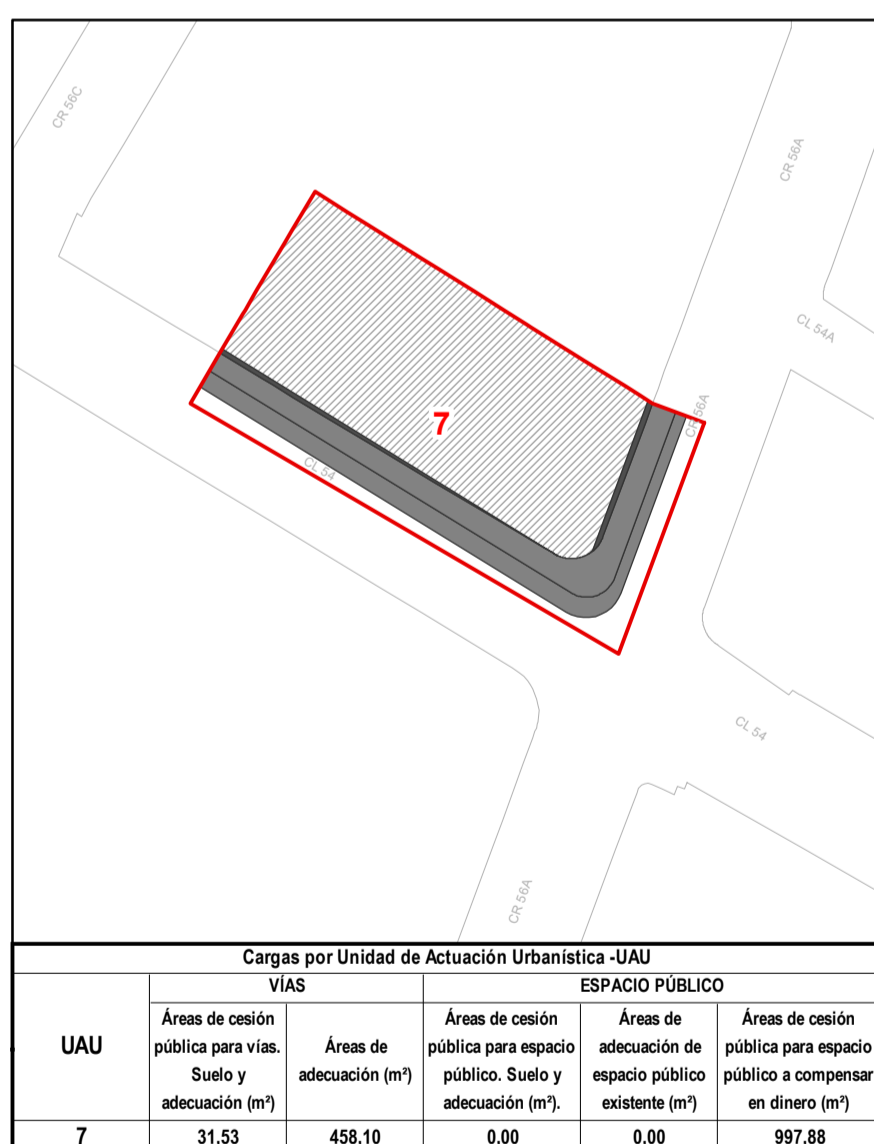 CR 56C
CR 56A
CL 54A
CR 56A
7
CL 54
CL 54
CR 56A
Cargas por Unidad de Actuación Urbanística -UAU
VÍAS
ESPACIO PÚBLICO
UAU
Áreas de cesión
pública para vías.
Suelo y
adecuación (m²)
Áreas de
adecuación (m²)
Áreas de cesión
pública para espacio
público. Suelo y
adecuación (m²).
Áreas de
adecuación de
espacio público
existente (m²)
Áreas de cesión
pública para espacio
público a compensar
en dinero (m²)
7
31.53
458.10
0.00
0.00
997.88